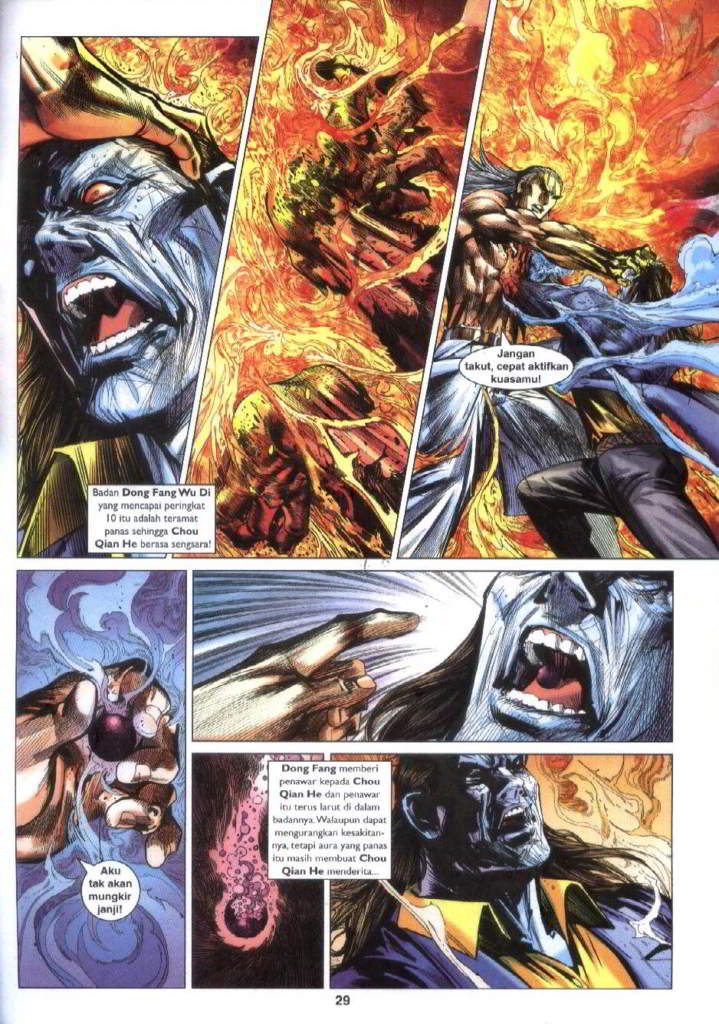 Badan Dong Fang Wu Di
yang mencapai peringkat
10 itu adalah teramat
panas sehingga Chou
Qian He berasa sengsara!
Jangan
takut, cepat aktifkan
kuasamu!
Aku
tak akan
mungkir
janji!
Dong Fang memberi
penawar kepada Chou
Qian He dan penawar
itu terus larut di dalam
badannya. Walaupun dapat
mengurangkan kesakitan-
nya, tetapi aura yang panas
itu masih membuat Chou
Qian He menderita...
29